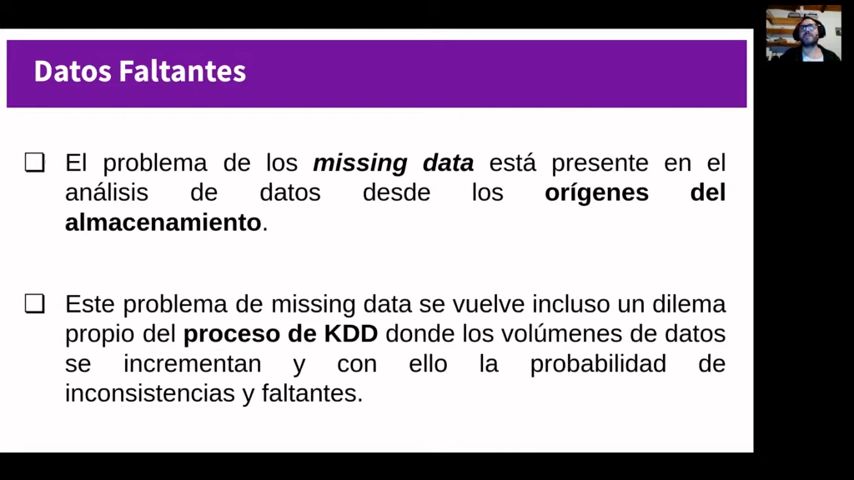 Datos Faltantes
❏ El problema de los missing data está presente en el
análisis de datos desde los orígenes del
almacenamiento.
❏ Este problema de missing data se vuelve incluso un dilema
propio del proceso de KDD donde los volúmenes de datos
se incrementan y con ello la probabilidad de
inconsistencias y faltantes.